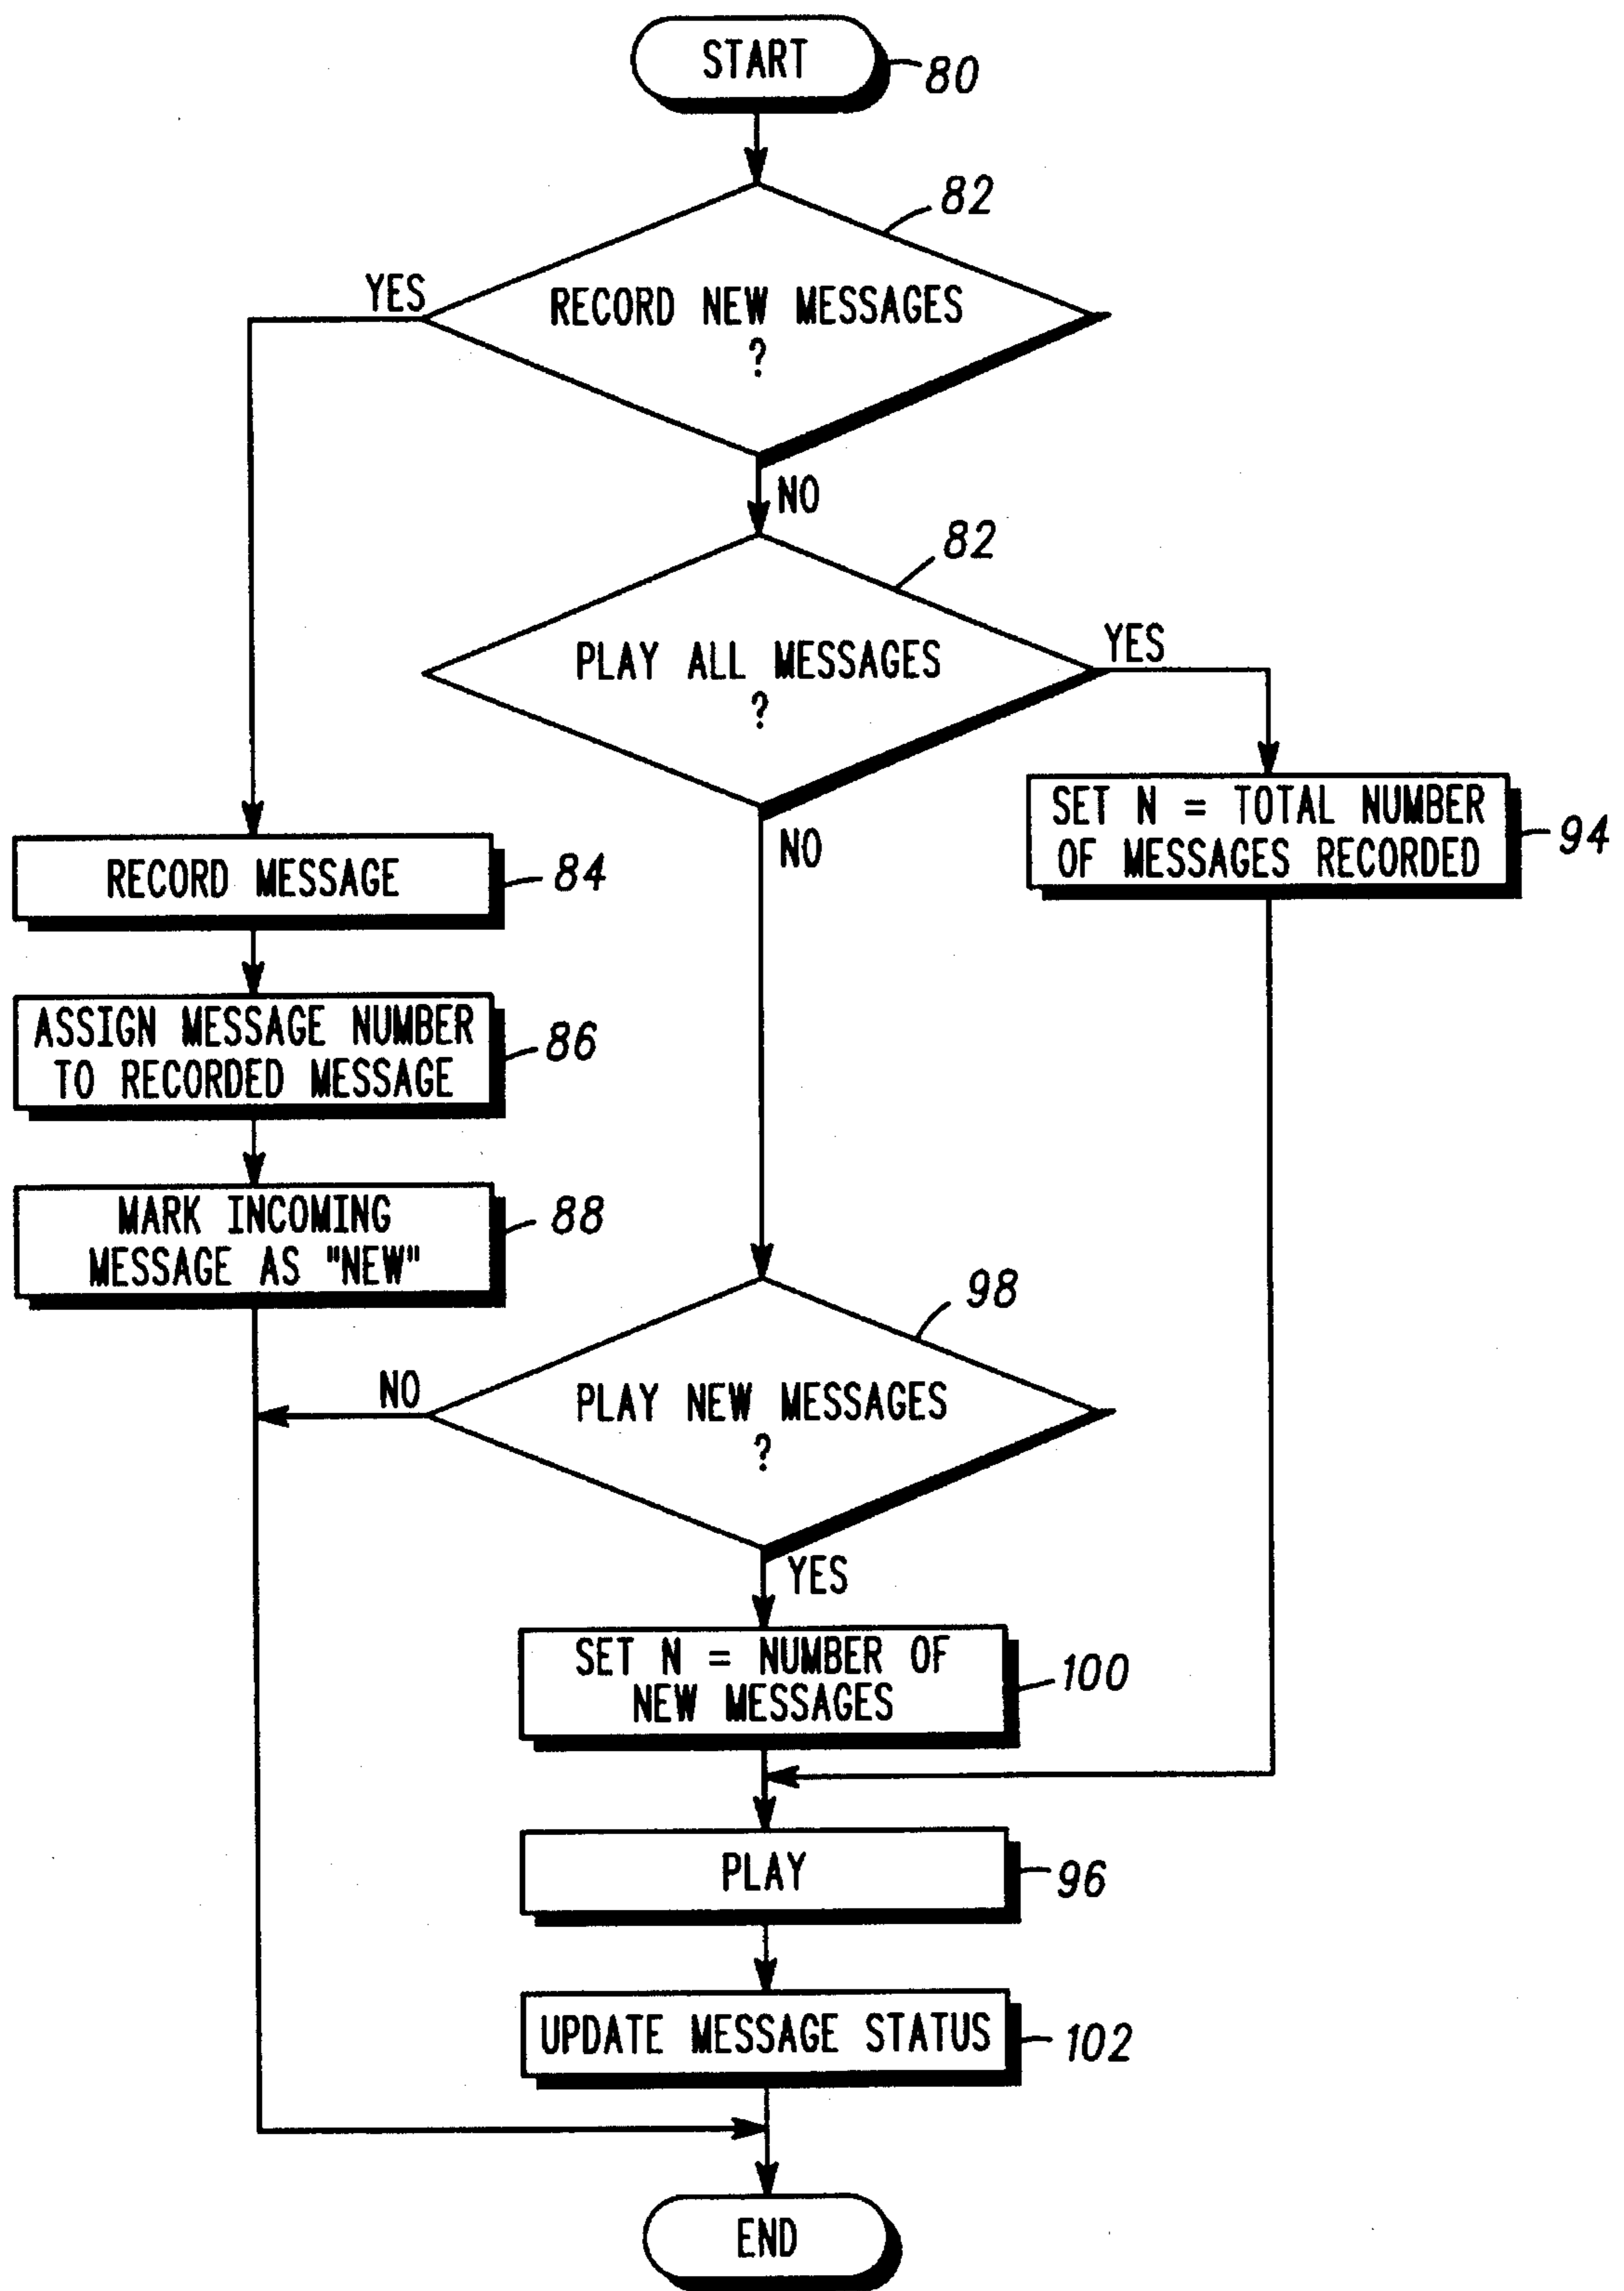 START
80
82
YES
RECORD NEW MESSAGES
?
NO
82
PLAY ALL MESSAGES
?
YES
NO
SET N = TOTAL NUMBER
OF MESSAGES RECORDED
94
RECORD MESSAGE
84
ASSIGN MESSAGE NUMBER
TO RECORDED MESSAGE
86
MARK INCOMING
MESSAGE AS "NEW"
88
98
NO
PLAY NEW MESSAGES
?
YES
SET N = NUMBER OF
NEW MESSAGES
100
PLAY
96
UPDATE MESSAGE STATUS
102
END